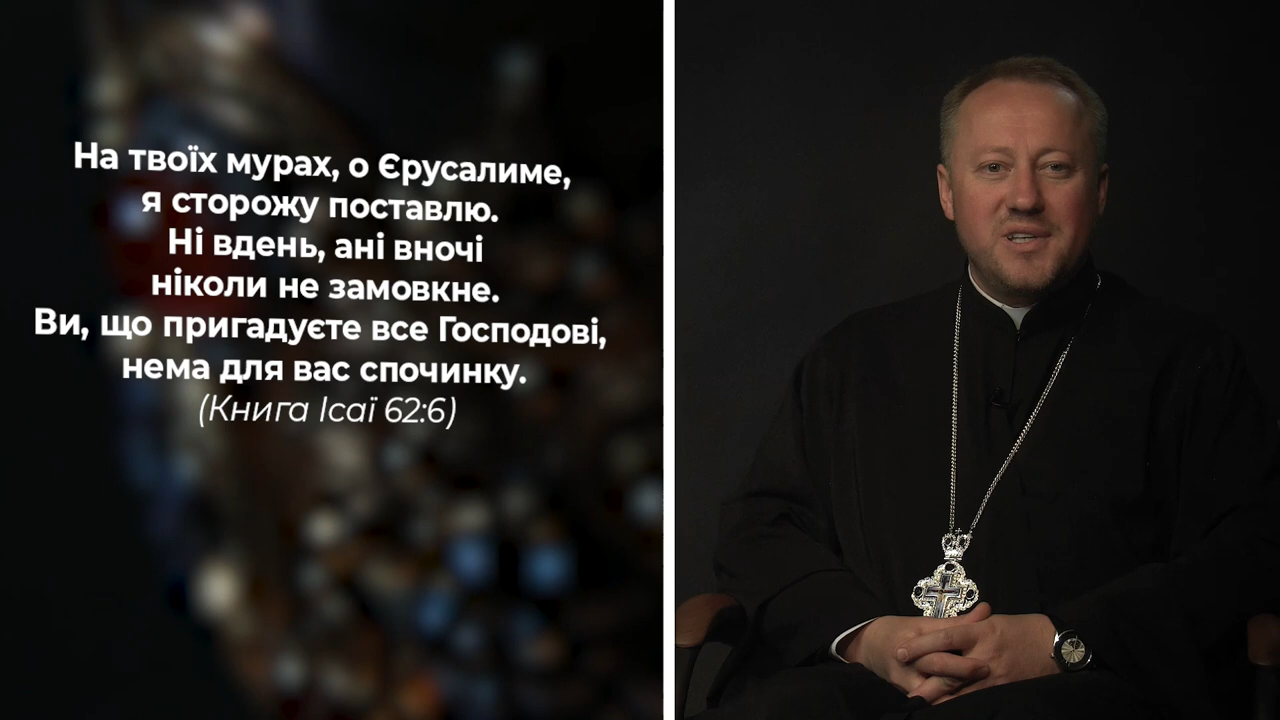 На твоїх мурах, о Єрусалиме,
я сторожу поставлю.
Ні вдень, ані вночі
ніколи не замовкне.
Ви, що пригадуєте все Господові,
нема для вас спочинку.
(Книга Ісаї 62:6)